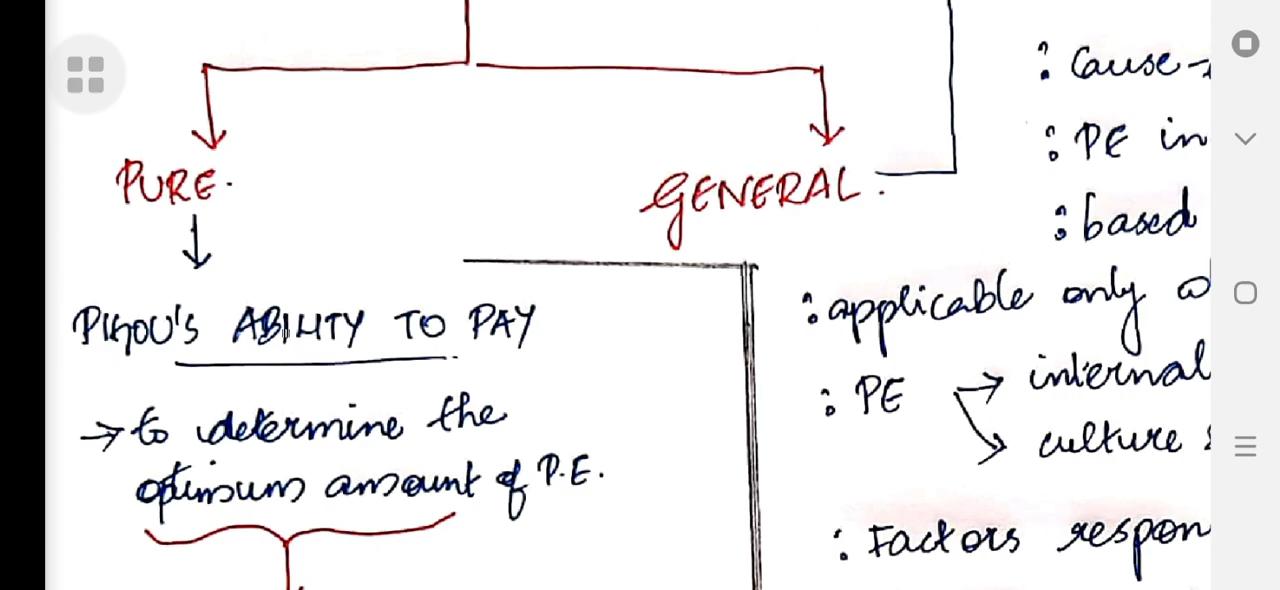 PURE.
GENERAL.
PIGOU'S ABILITY TO PAY
→ to determine the
optimum amount of P.E.
: Cause
: PE in
: based
: applicable only
: PE → internal
→ culture
: Factors respon